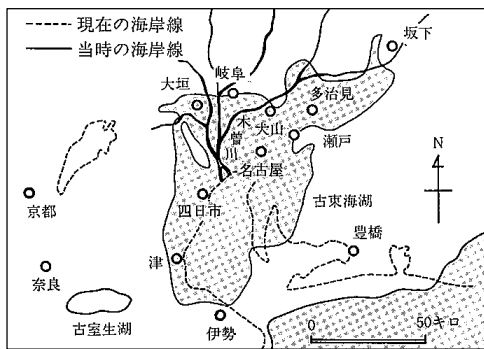 現在の海岸線
当時の海岸線
坂下
岐阜
大垣
多治見
犬山
木曽川
瀬戸
名古屋
N
古東海湖
京都
四日市
豊橋
津
奈良
古室生湖
伊勢
0 50キロ